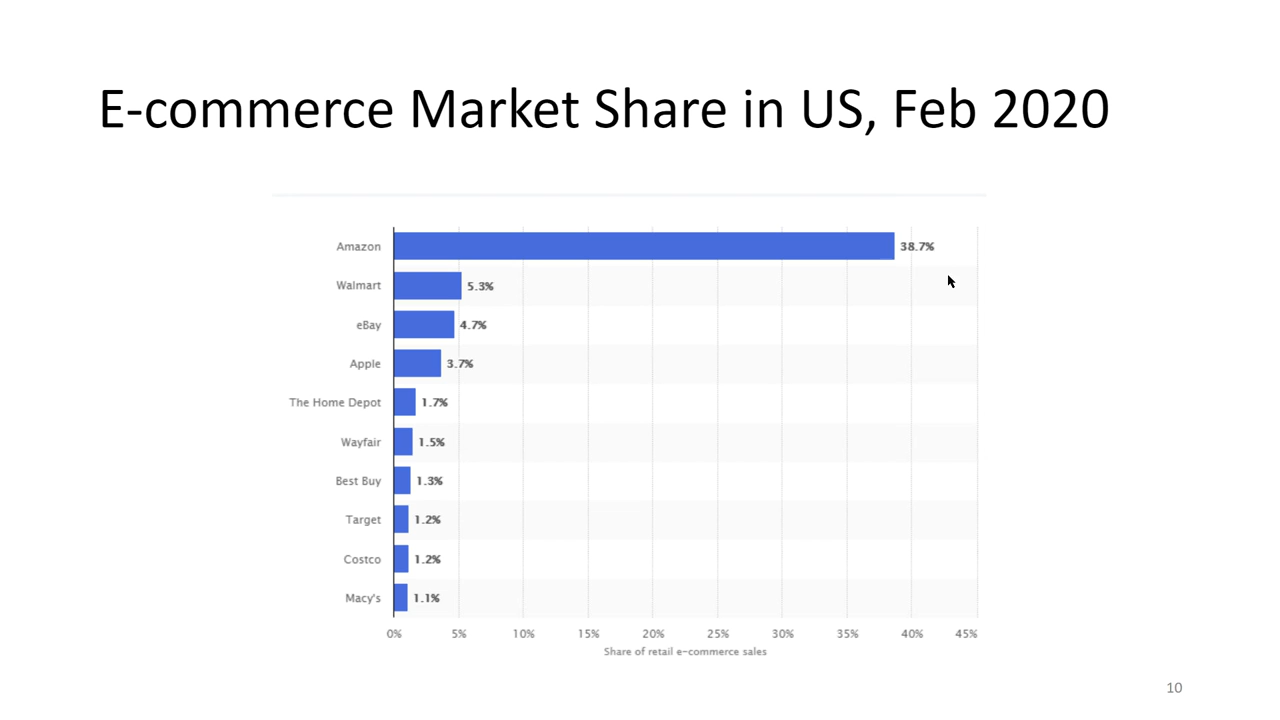 E-commerce Market Share in US, Feb 2020
Amazon 38.7%
Walmart 5.3%
eBay 4.7%
Apple 3.7%
The Home Depot 1.7%
Wayfair 1.5%
Best Buy 1.3%
Target 1.2%
Costco 1.2%
Macy's 1.1%
0% 5% 10% 15% 20% 25% 30% 35% 40% 45%
Share of retail e-commerce sales
10